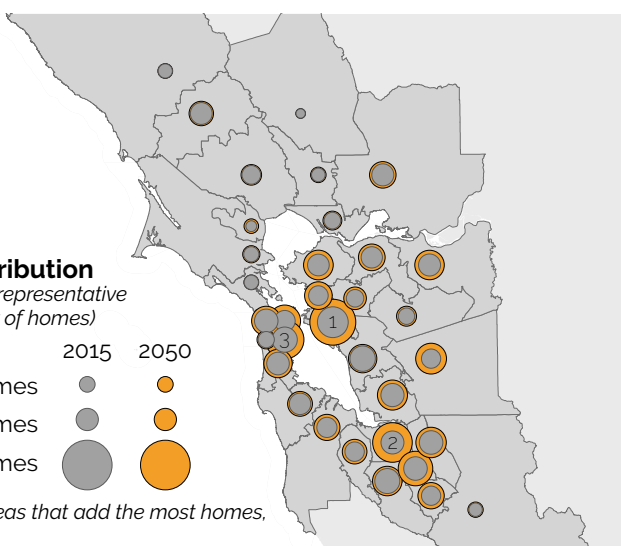 ribution
representative
of homes)
2015 2050
mes
mes
mes
eas that add the most homes,
1
3
2